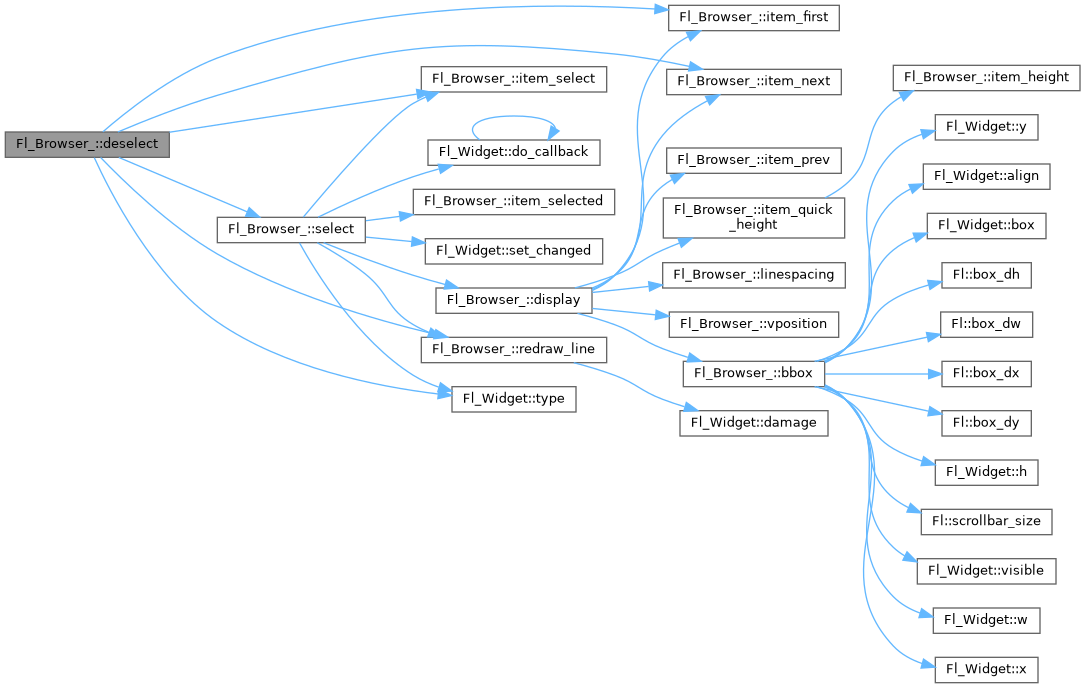 Fl_Browser_::deselect
Fl_Browser_::item_first
Fl_Browser_::item_next
Fl_Browser_::item_select
Fl_Widget::do_callback
Fl_Browser_::item_selected
Fl_Browser_::select
Fl_Widget::set_changed
Fl_Browser_::display
Fl_Browser_::redraw_line
Fl_Widget::type
Fl_Browser_::item_prev
Fl_Browser_::item_quick
_height
Fl_Browser_::linespacing
Fl_Browser_::vposition
Fl_Browser_::bbox
Fl_Widget::damage
Fl_Browser_::item_height
Fl_Widget::y
Fl_Widget::align
Fl_Widget::box
Fl::box_dh
Fl::box_dw
Fl::box_dx
Fl::box_dy
Fl_Widget::h
Fl::scrollbar_size
Fl_Widget::visible
Fl_Widget::w
Fl_Widget::x